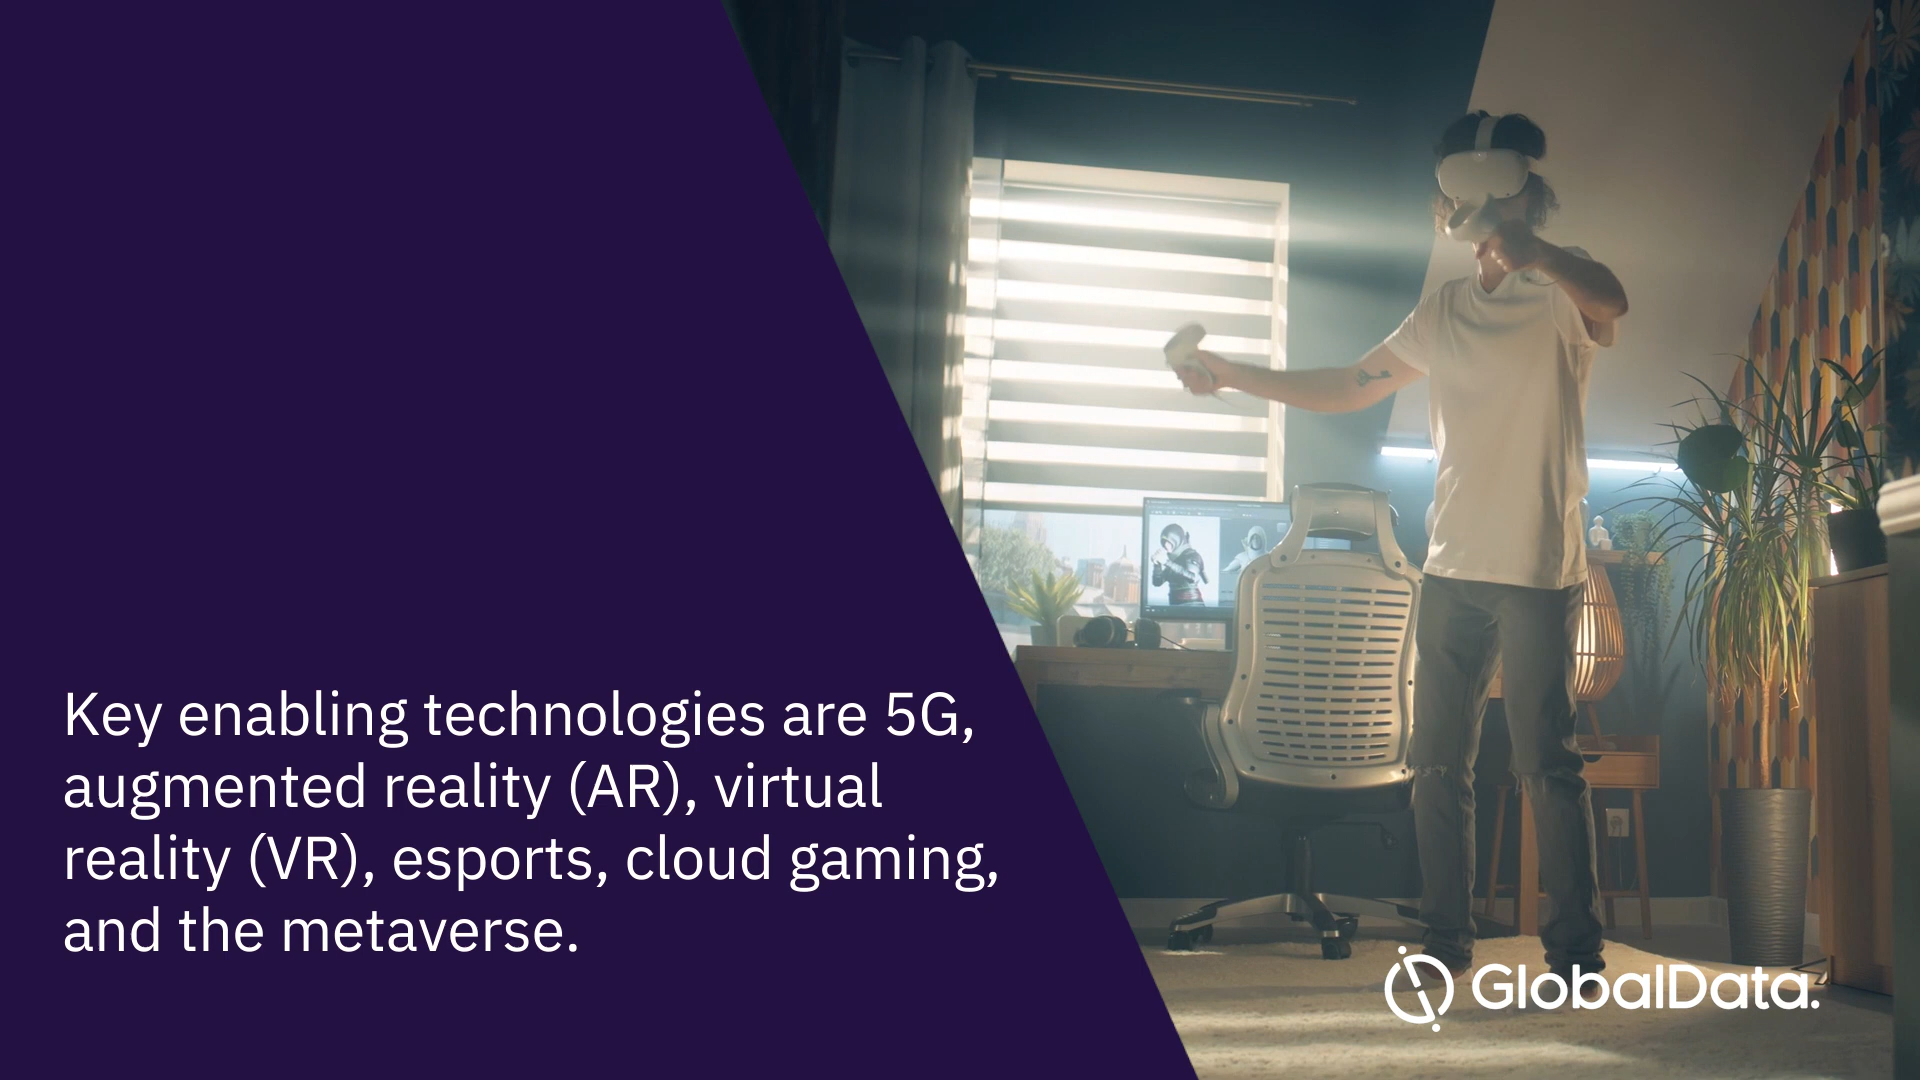 Key enabling technologies are 5G,
augmented reality (AR), virtual
reality (VR), esports, cloud gaming,
and the metaverse.
GlobalData.